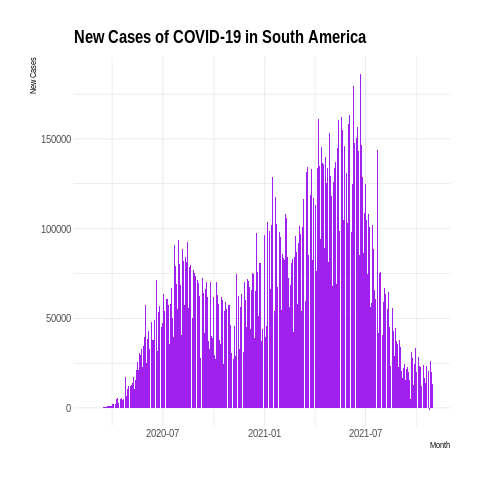 New Cases of COVID-19 in South America
New Cases
150000
100000
50000
0
2020-07 2021-01 2021-07
Month